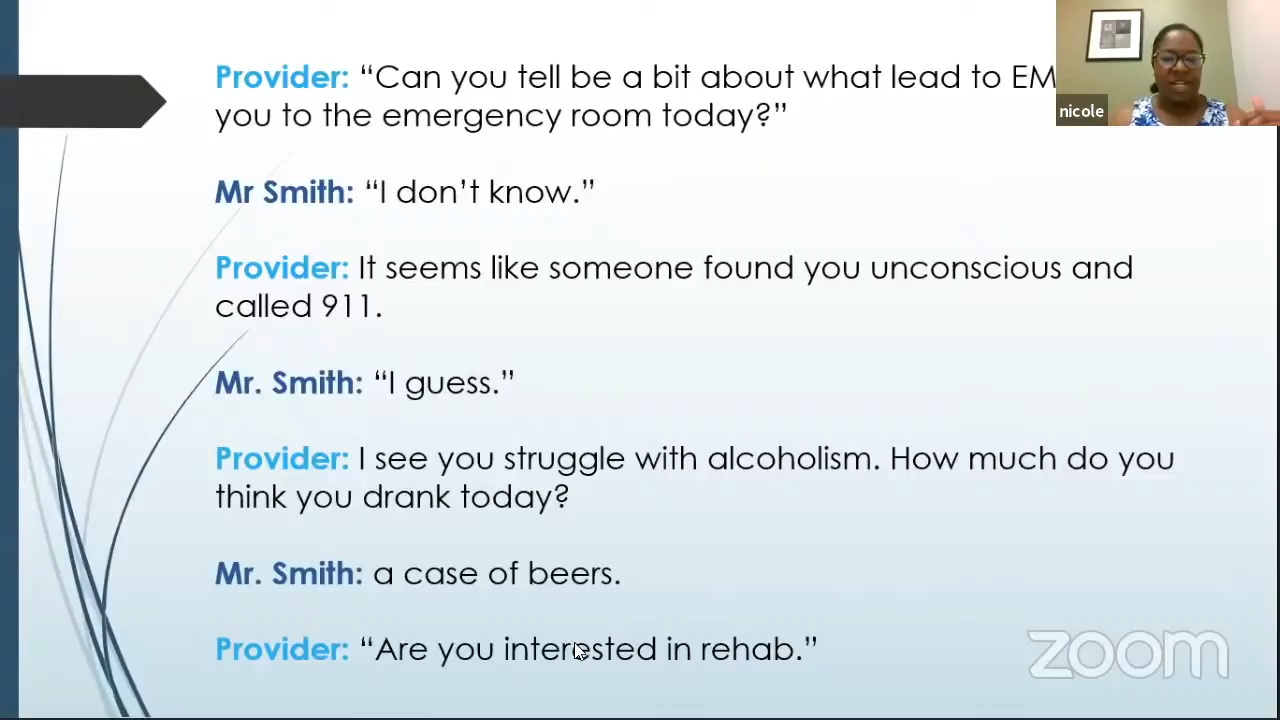 Provider: “Can you tell be a bit about what lead to EM
you to the emergency room today?”
Mr Smith: “I don’t know.”
Provider: It seems like someone found you unconscious and
called 911.
Mr. Smith: “I guess.”
Provider: I see you struggle with alcoholism. How much do you
think you drank today?
Mr. Smith: a case of beers.
Provider: “Are you interested in rehab.”
nicole
zoom